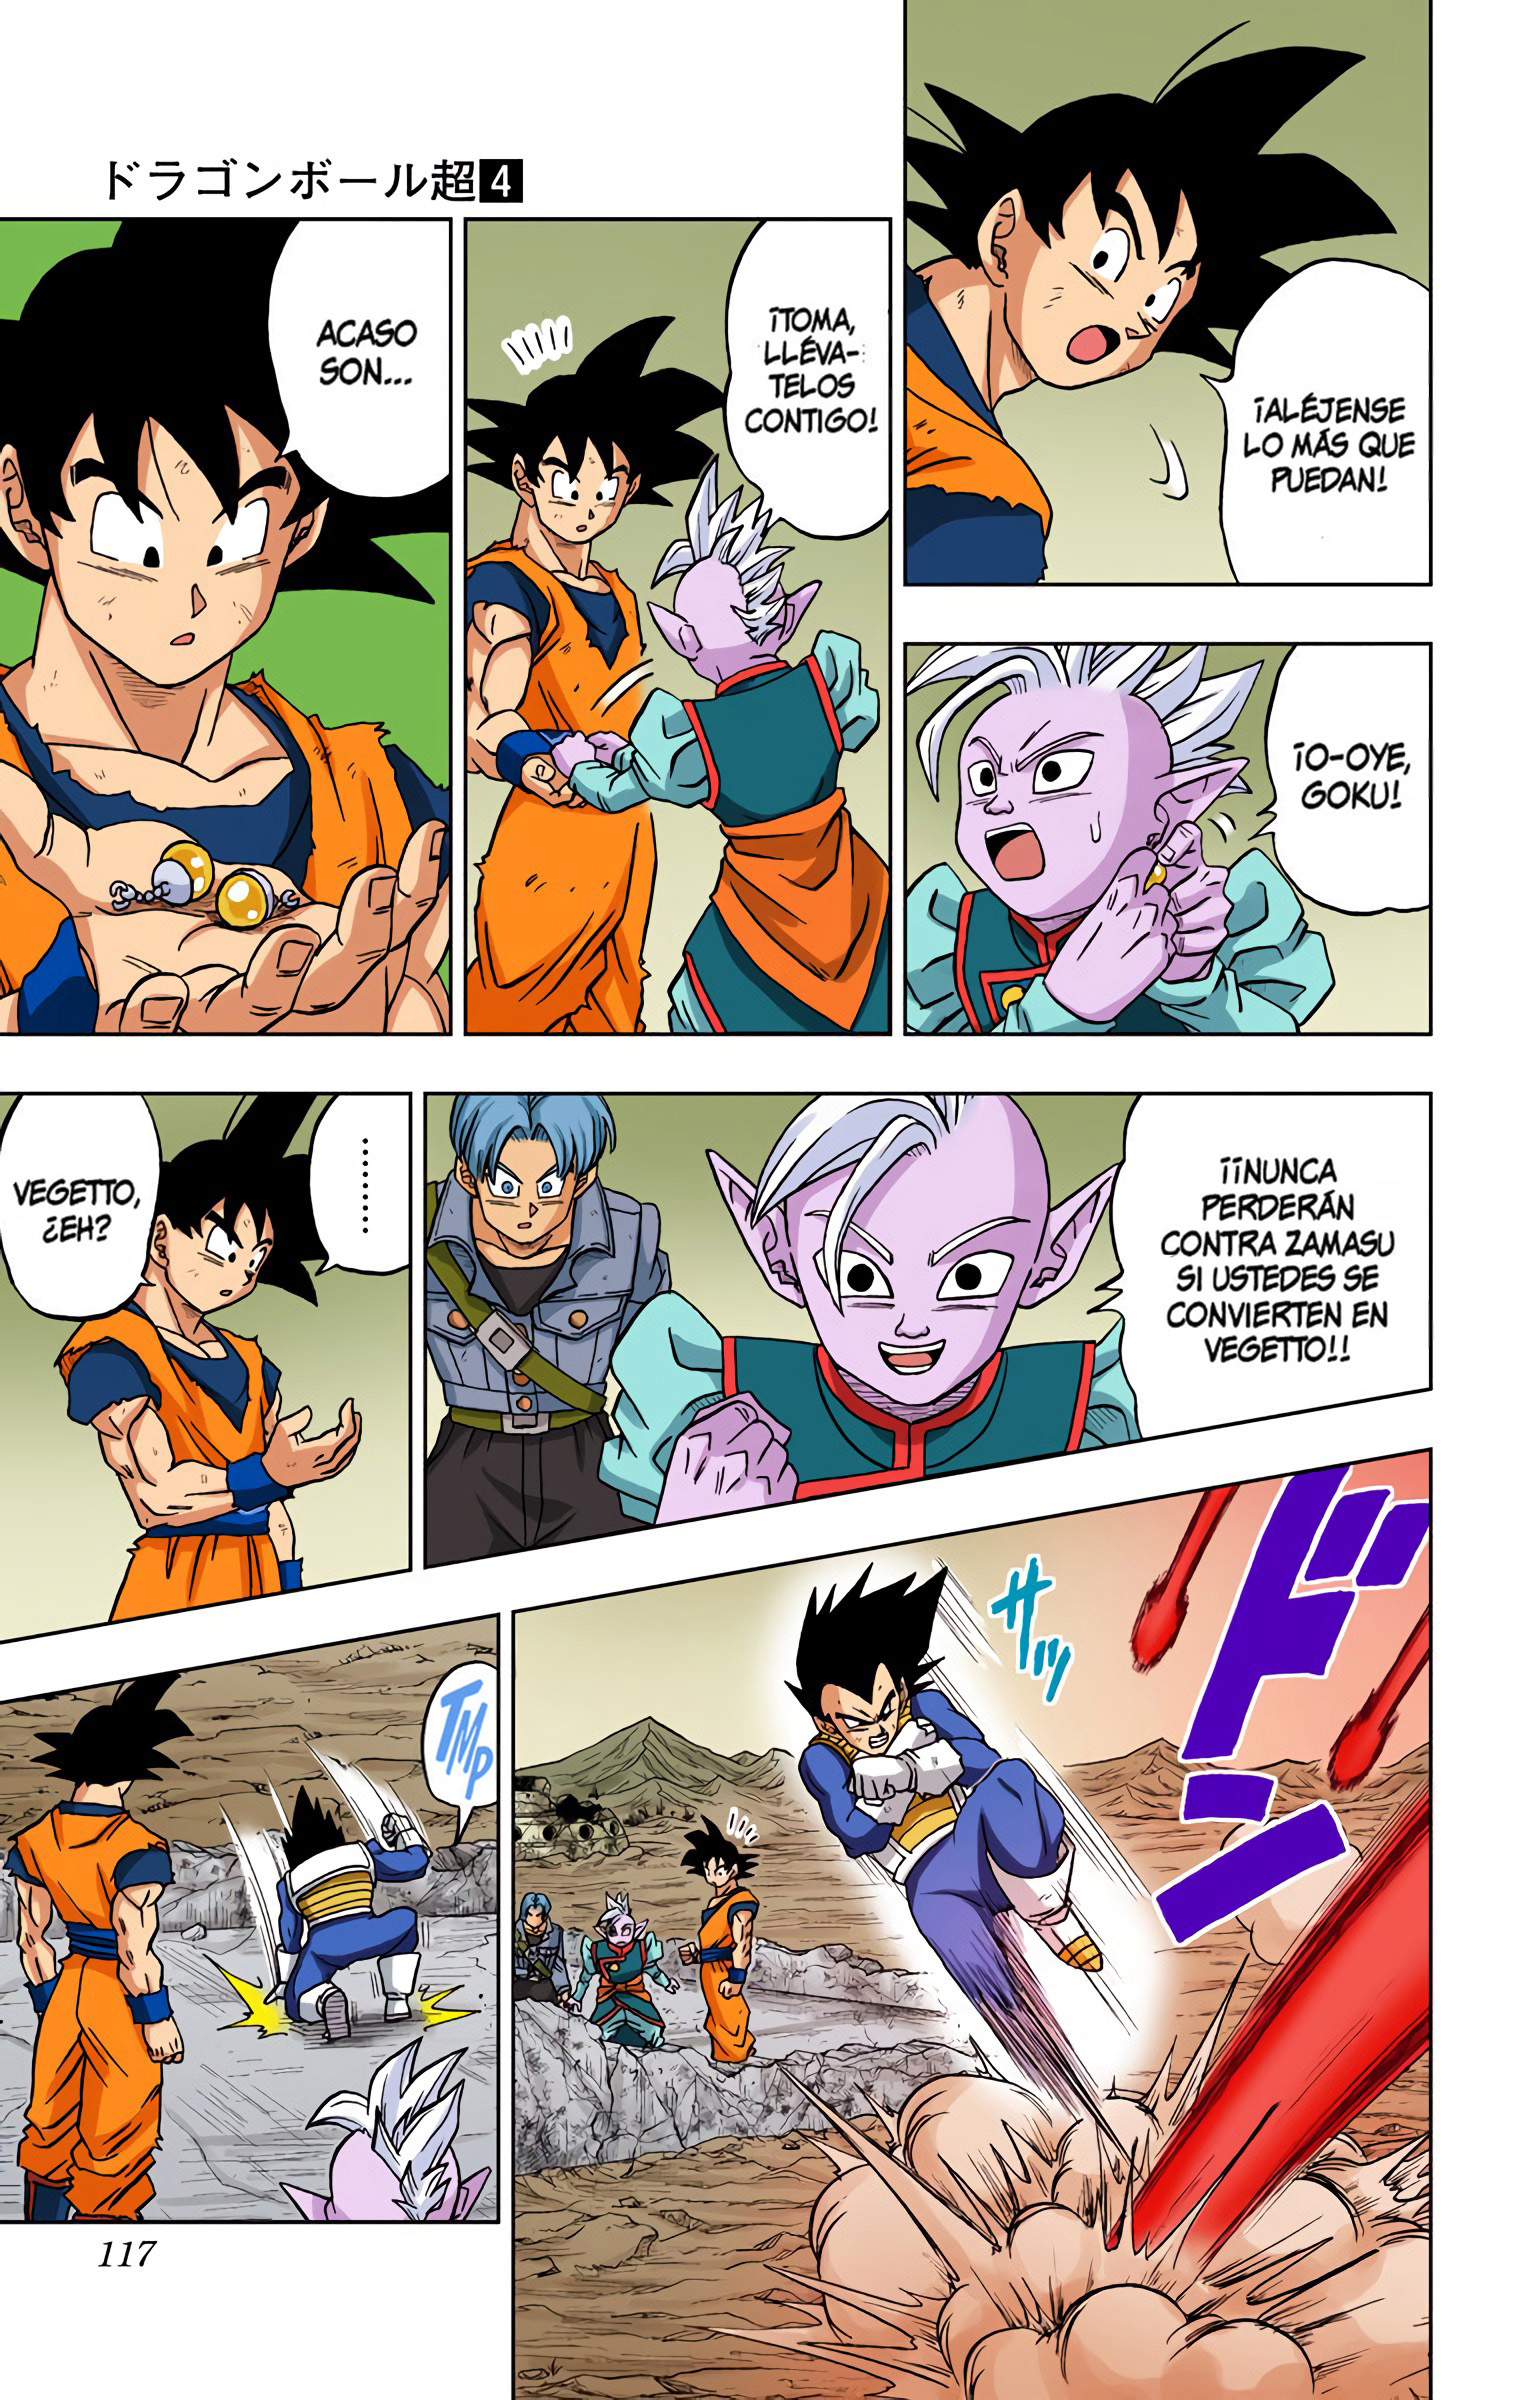 ドラゴンボール超4
¡ALÉJENSE
LO MÁS QUE
PUEDAN!
¡O-OYE,
GOKU!
¡TOMA,
LLÉVA-
TELOS
CONTIGO!
ACASO
SON...
¡¡NUNCA
PERDERÁN
CONTRA ZAMASU
SI USTEDES SE
CONVIERTEN EN
VEGETTO!!
........
VEGETTO,
¿EH?
ドドン
サッ
TMP
117